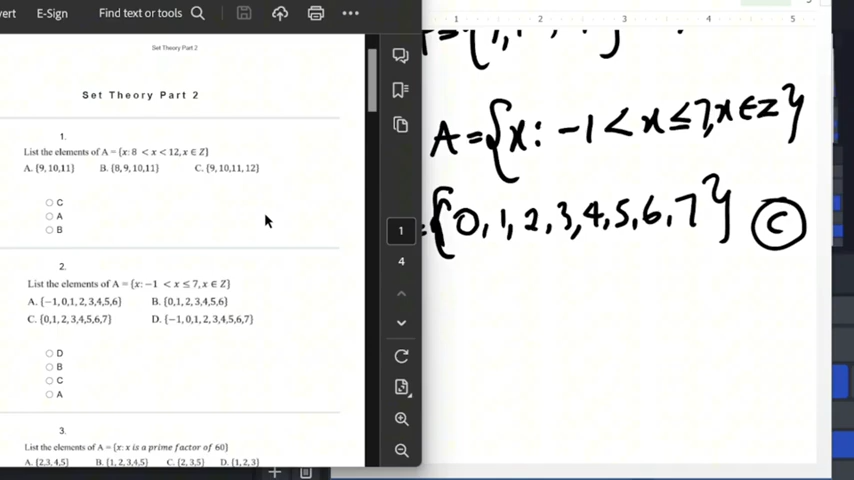 vert E-Sign Find text or tools
Set Theory Part 2
Set Theory Part 2
1.
List the elements of A = {x: 8 < x < 12, x ∈ Z}
A. {9, 10, 11} B. {8, 9, 10, 11} C. {9, 10, 11, 12}
C
A
B
2.
List the elements of A = {x: −1 < x ≤ 7, x ∈ Z}
A. {−1, 0, 1, 2, 3, 4, 5, 6} B. {0, 1, 2, 3, 4, 5, 6}
C. {0, 1, 2, 3, 4, 5, 6, 7} D. {−1, 0, 1, 2, 3, 4, 5, 6, 7}
D
B
C
A
3.
List the elements of A = {x: x is a prime factor of 60}
A. {2,3,4,5} B. {1,2,3,4,5} C. {2,3,5} D. {1,2,3}
1
4
1 2 3 4 5
A = {x: −1 < x ≤ 7, x ∈ Z}
= {0, 1, 2, 3, 4, 5, 6, 7} C